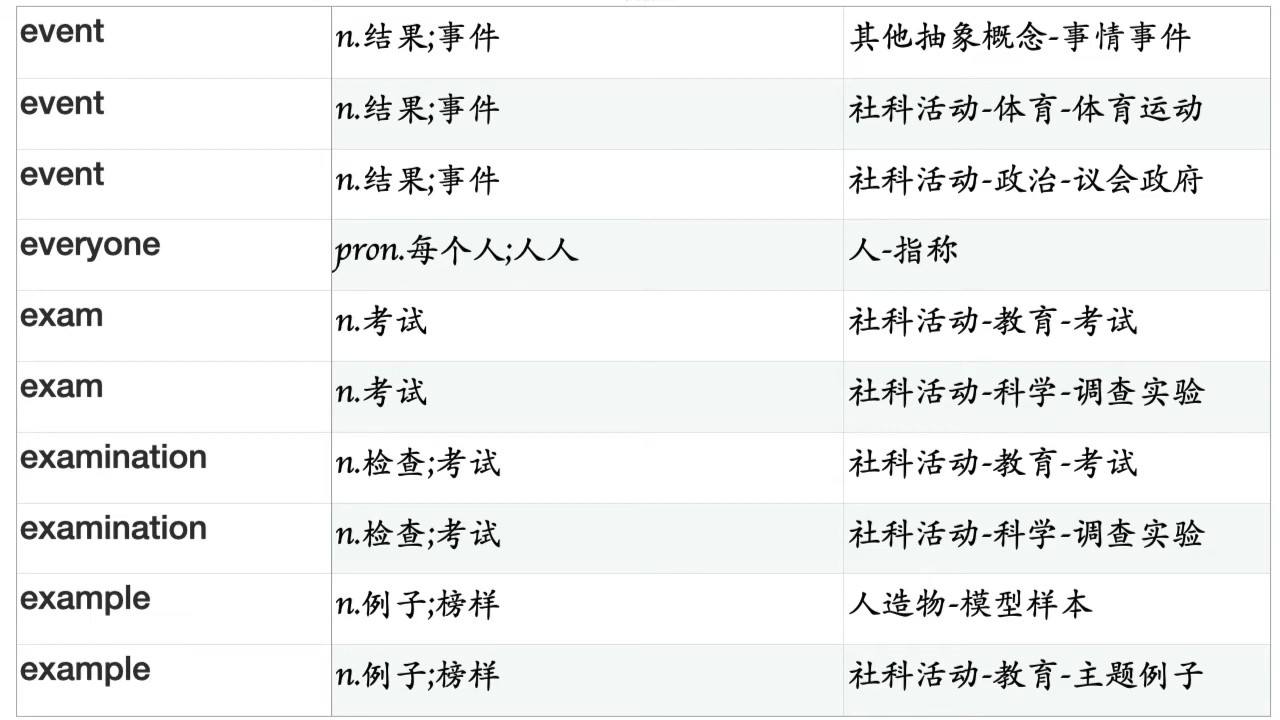 event n.结果;事件 其他抽象概念-事情事件
event n.结果;事件 社科活动-体育-体育运动
event n.结果;事件 社科活动-政治-议会政府
everyone pron.每个人;人人 人-指称
exam n.考试 社科活动-教育-考试
exam n.考试 社科活动-科学-调查实验
examination n.检查;考试 社科活动-教育-考试
examination n.检查;考试 社科活动-科学-调查实验
example n.例子;榜样 人造物-模型样本
example n.例子;榜样 社科活动-教育-主题例子